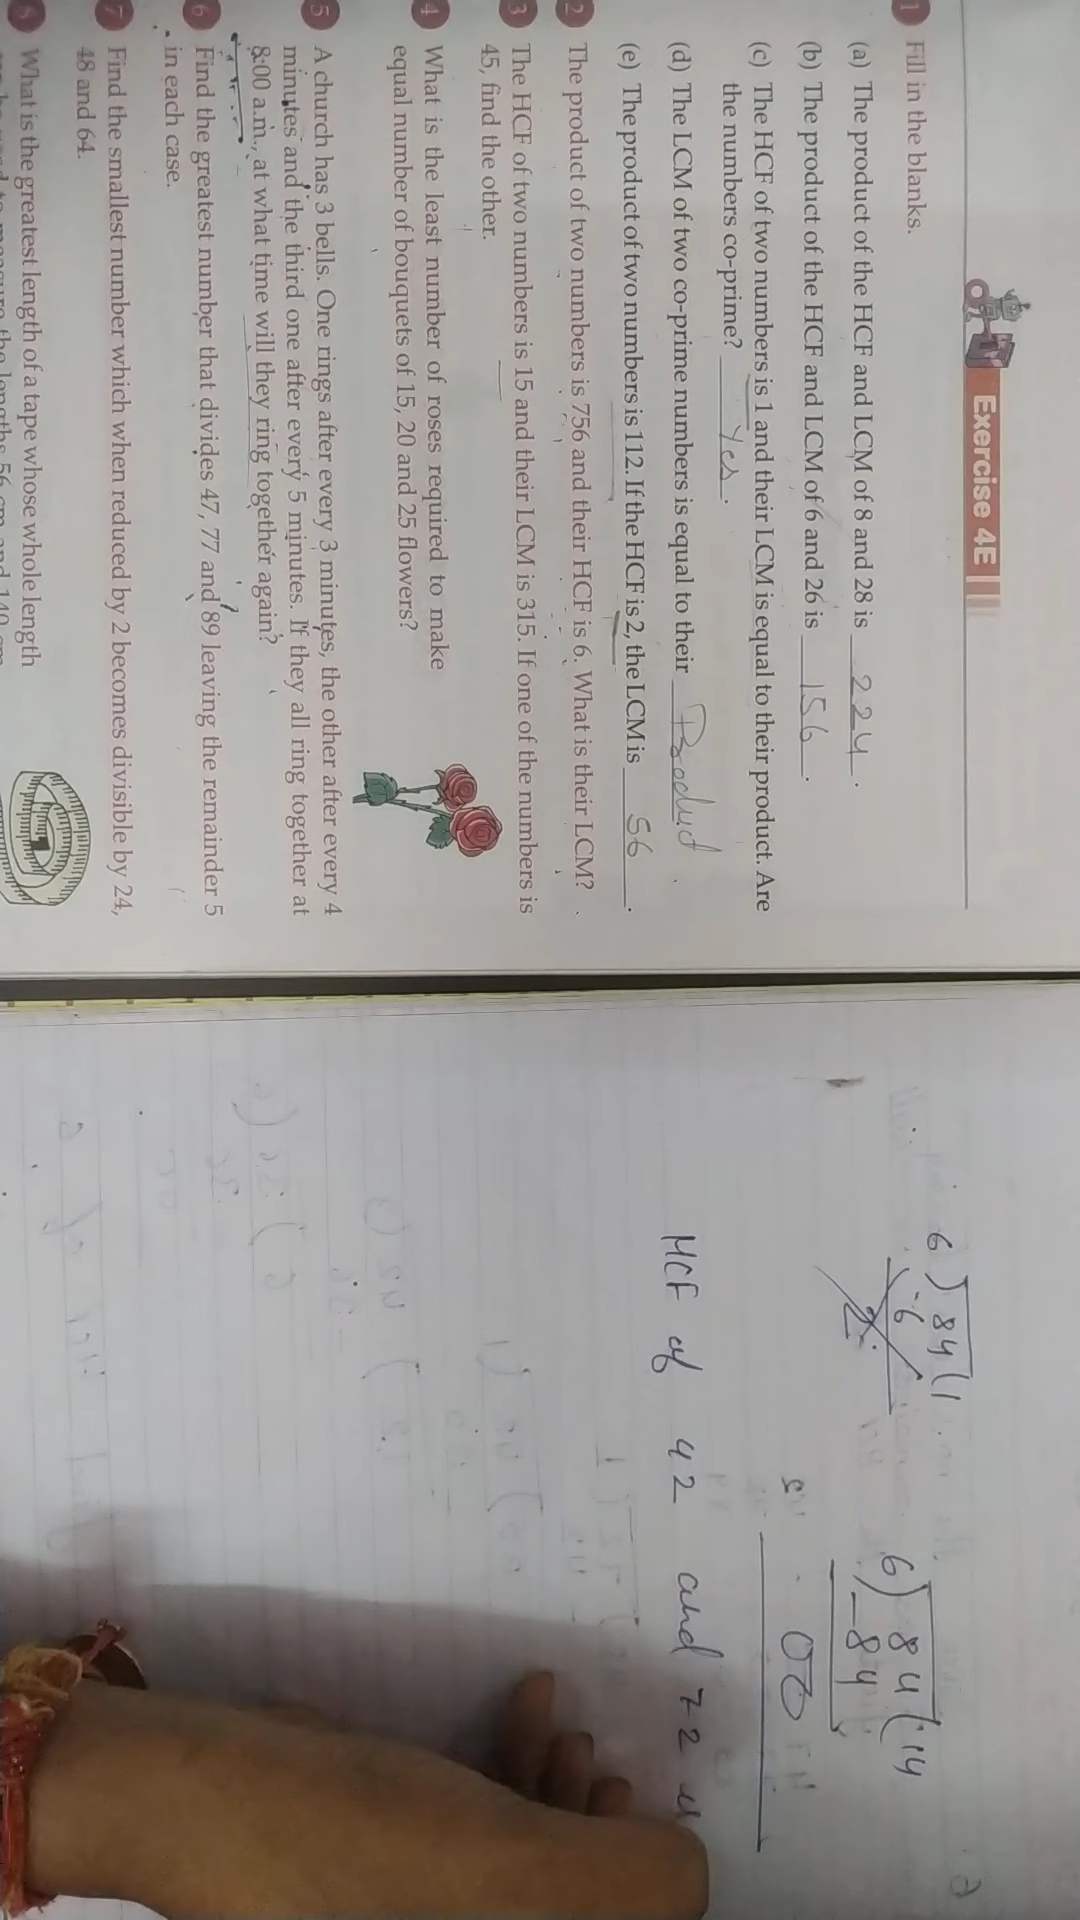 Exercise 4E
1 Fill in the blanks.
(a) The product of the HCF and LCM of 8 and 28 is 224.
(b) The product of the HCF and LCM of 6 and 26 is 156.
(c) The HCF of two numbers is 1 and their LCM is equal to their product. Are
the numbers co-prime? Yes.
(d) The LCM of two co-prime numbers is equal to their Product.
(e) The product of two numbers is 112. If the HCF is 2, the LCM is 56.
2 The product of two numbers is 756 and their HCF is 6. What is their LCM?
3 The HCF of two numbers is 15 and their LCM is 315. If one of the numbers is
45, find the other.
4 What is the least number of roses required to make
equal number of bouquets of 15, 20 and 25 flowers?
5 A church has 3 bells. One rings after every 3 minutes, the other after every 4
minutes and the third one after every 5 minutes. If they all ring together at
8:00 a.m., at what time will they ring together again?
6 Find the greatest number that divides 47, 77 and 89 leaving the remainder 5
in each case.
7 Find the smallest number which when reduced by 2 becomes divisible by 24,
48 and 64.
What is the greatest length of a tape whose whole length
6) 84 (1
-6
6) 84 (14
-84
00
HCF of 42 and 72